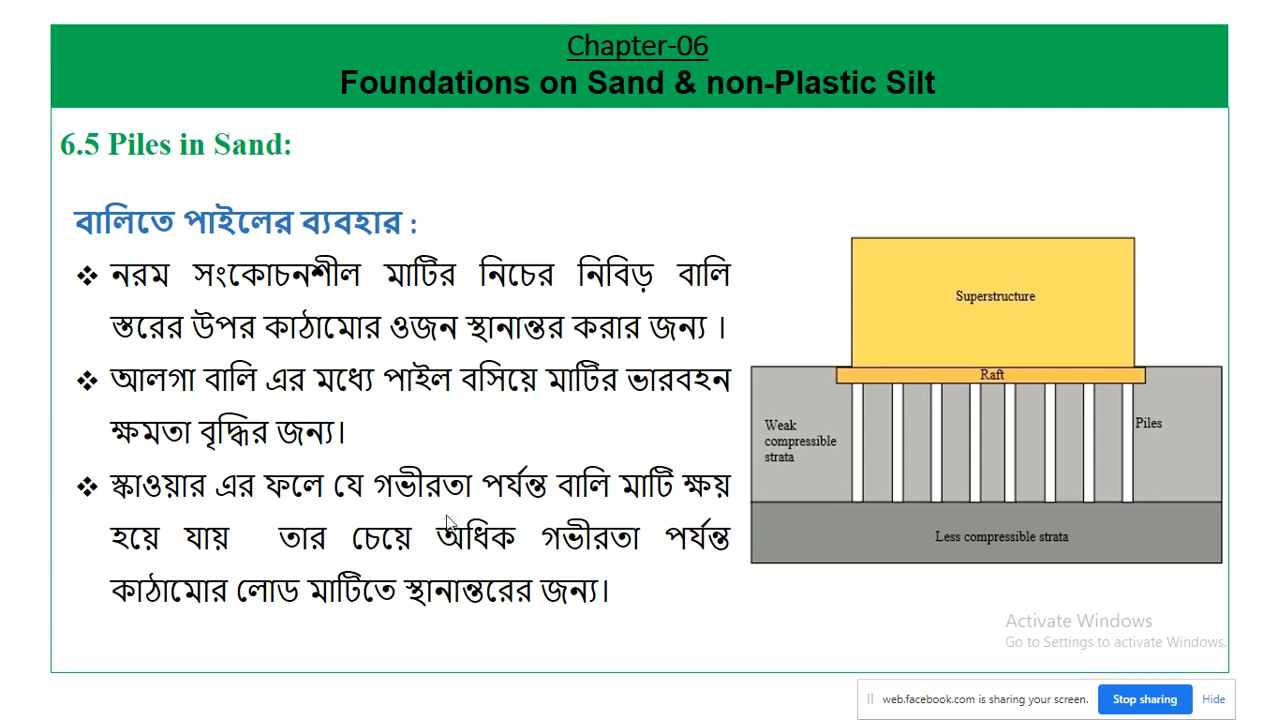 Chapter-06
Foundations on Sand & non-Plastic Silt
6.5 Piles in Sand:
বালিতে পাইলের ব্যবহার :
❖ নরম সংকোচনশীল মাটির নিচের নিবিড় বালি
স্তরের উপর কাঠামোর ওজন স্থানান্তর করার জন্য ।
❖ আলগা বালি এর মধ্যে পাইল বসিয়ে মাটির ভারবহন
ক্ষমতা বৃদ্ধির জন্য।
❖ স্কাওয়ার এর ফলে যে গভীরতা পর্যন্ত বালি মাটি ক্ষয়
হয়ে যায় তার চেয়ে অধিক গভীরতা পর্যন্ত
কাঠামোর লোড মাটিতে স্থানান্তরের জন্য।
Superstructure
Raft
Weak
compressible
strata
Piles
Less compressible strata
Activate Windows
Go to Settings to activate Windows.
web.facebook.com is sharing your screen.
Stop sharing
Hide